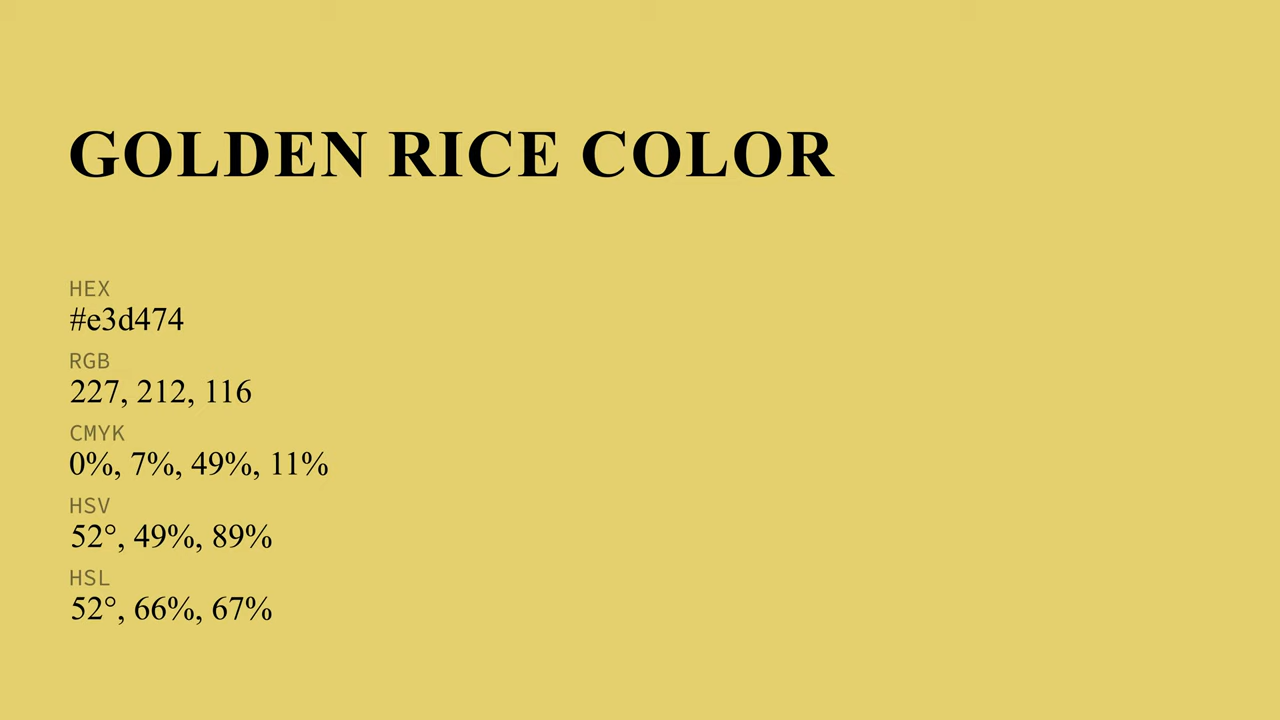 GOLDEN RICE COLOR
HEX
#e3d474
RGB
227, 212, 116
CMYK
0%, 7%, 49%, 11%
HSV
52°, 49%, 89%
HSL
52°, 66%, 67%